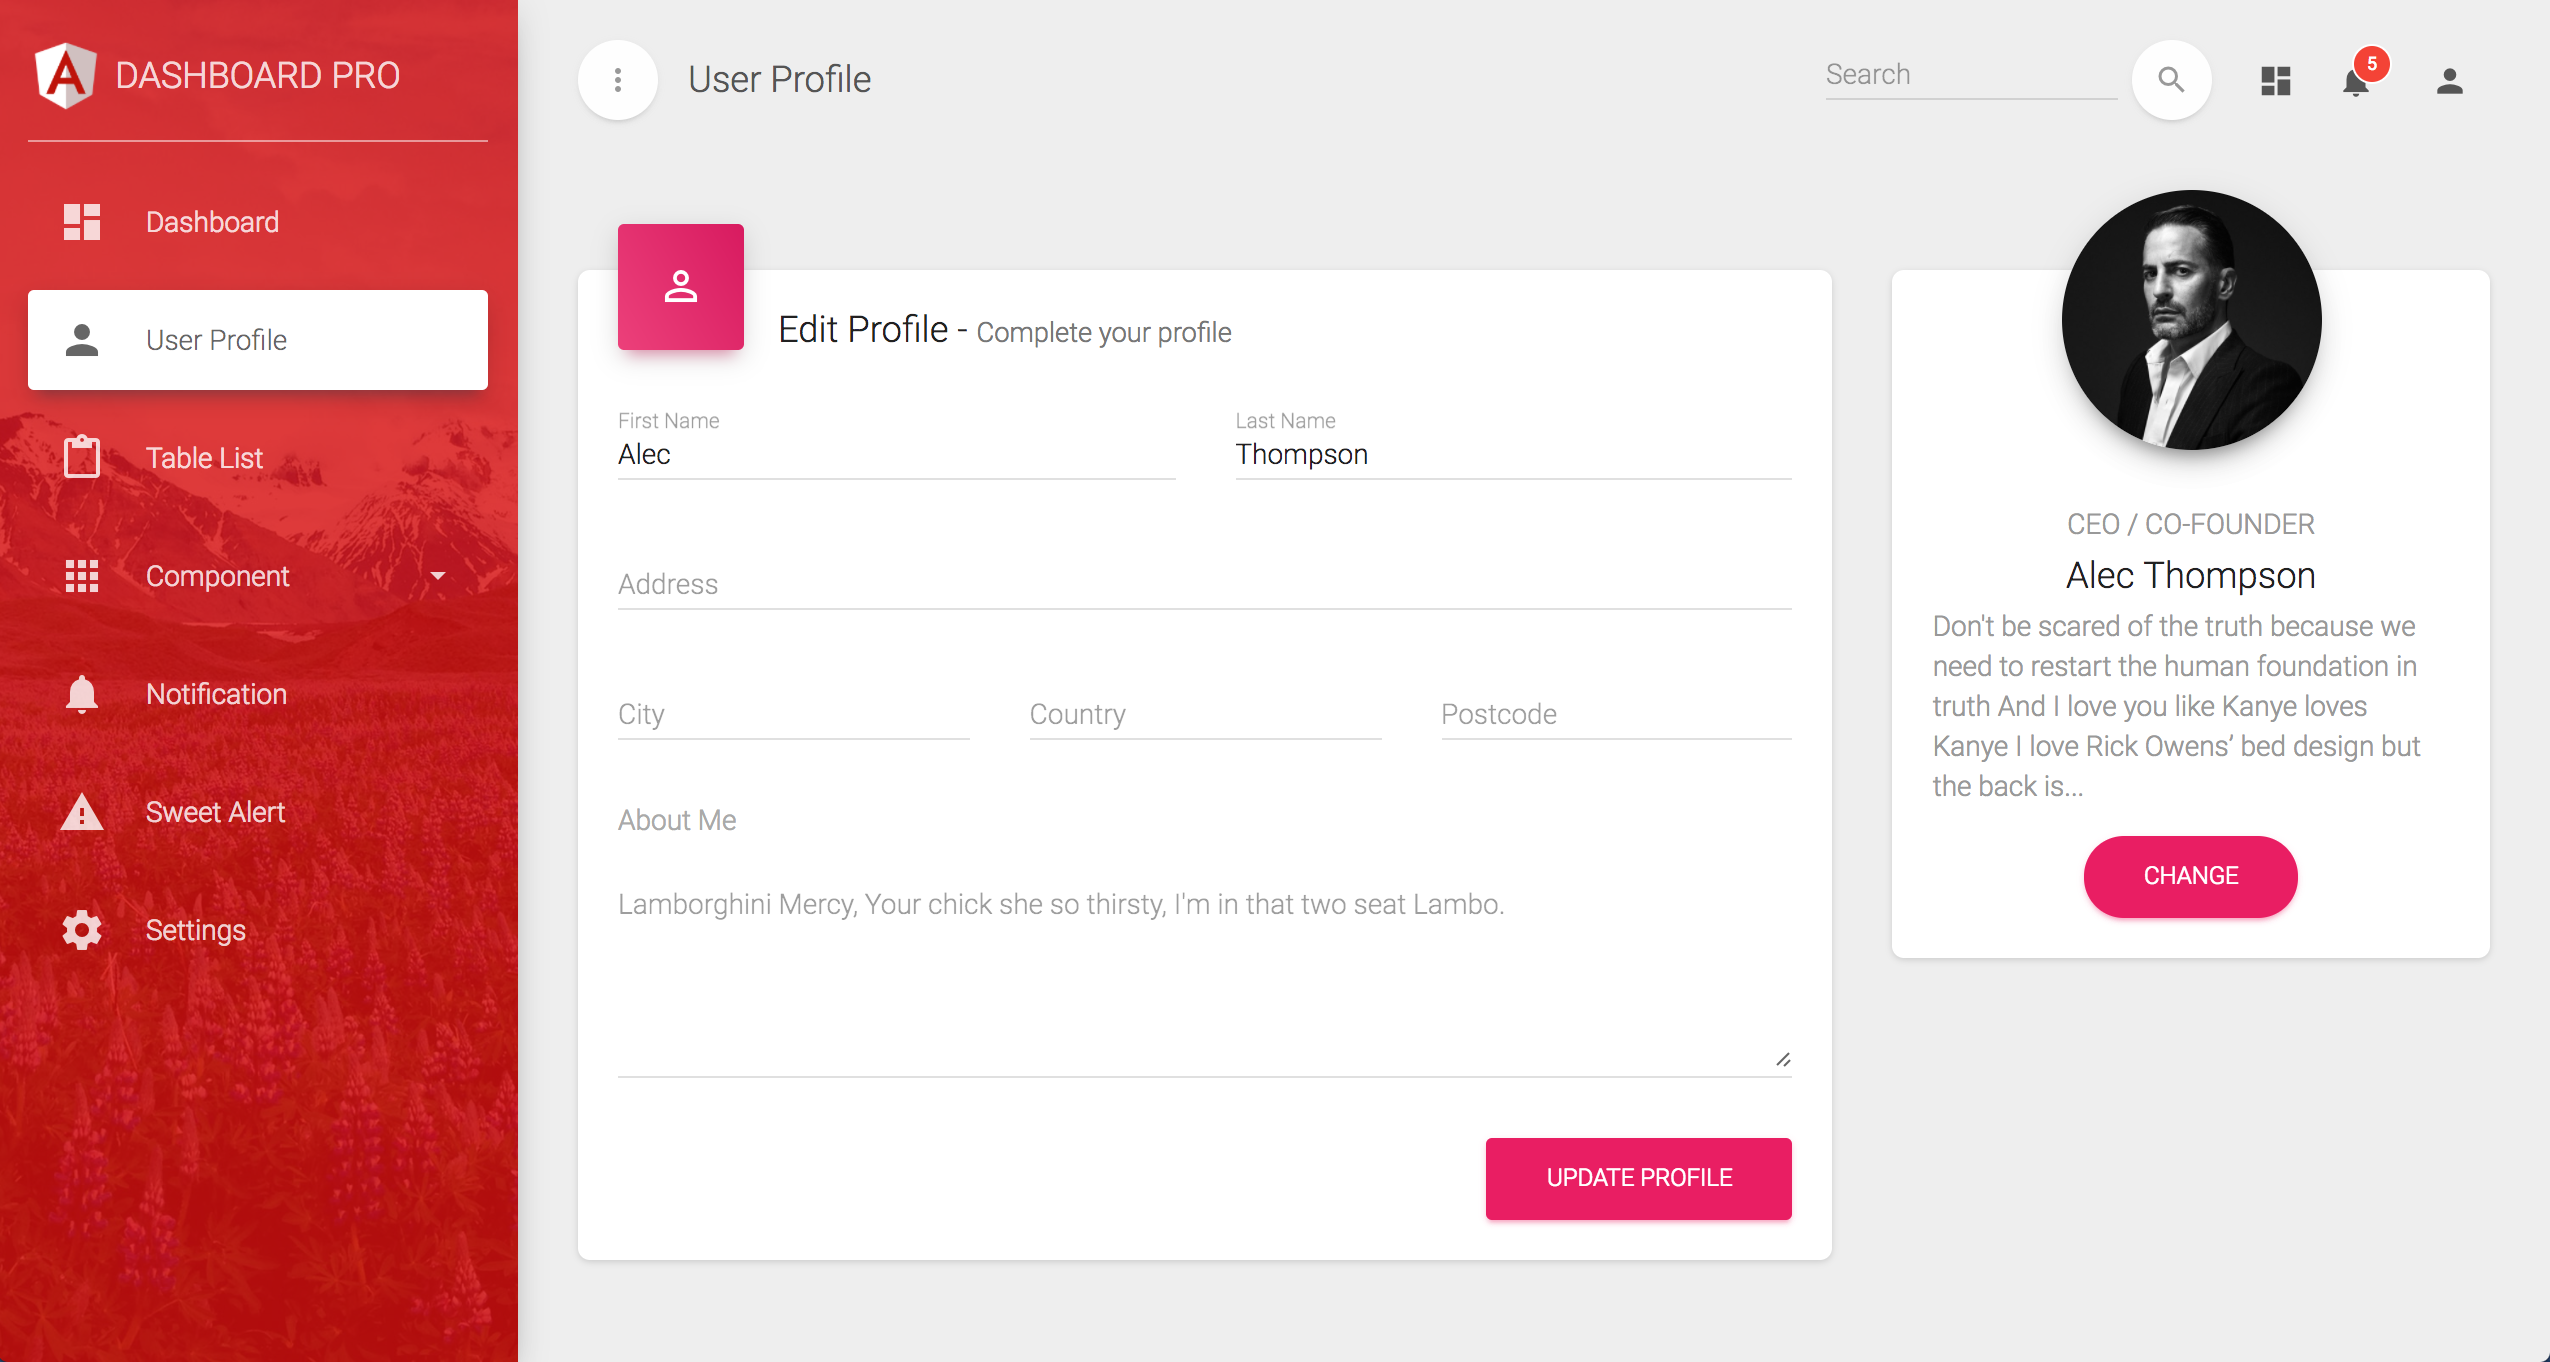 DASHBOARD PRO
Dashboard
User Profile
Table List
Component
Notification
Sweet Alert
Settings
User Profile
Search
5
Edit Profile - Complete your profile
First Name
Last Name
Alec
Thompson
Address
City
Country
Postcode
About Me
Lamborghini Mercy, Your chick she so thirsty, I'm in that two seat Lambo.
UPDATE PROFILE
CEO / CO-FOUNDER
Alec Thompson
Don't be scared of the truth because we
need to restart the human foundation in
truth And I love you like Kanye loves
Kanye I love Rick Owens’ bed design but
the back is...
CHANGE